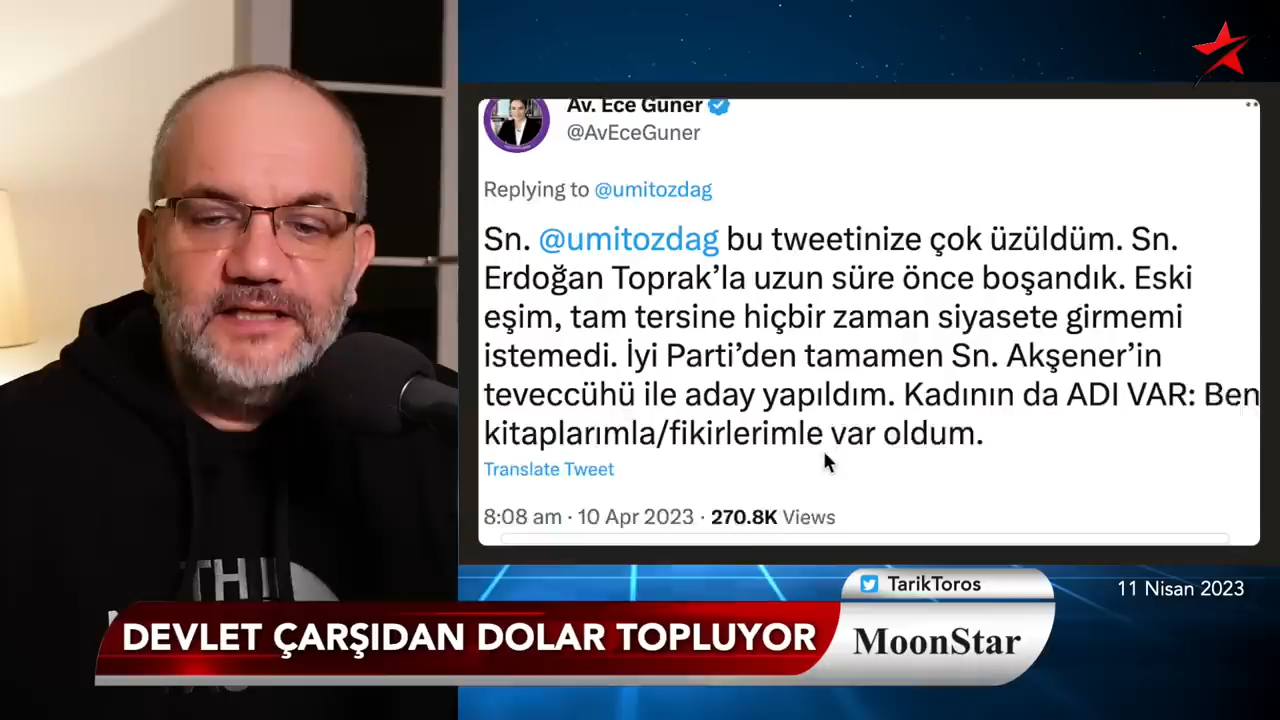 Av. Ece Güner
@AvEceGuner
Replying to @umitozdag
Sn. @umitozdag bu tweetinize çok üzüldüm. Sn.
Erdoğan Toprak’la uzun süre önce boşandık. Eski
eşim, tam tersine hiçbir zaman siyasete girmemi
istemedi. İyi Parti’den tamamen Sn. Akşener’in
teveccühü ile aday yapıldım. Kadının da ADI VAR: Ben
kitaplarımla/fikirlerimle var oldum.
Translate Tweet
8:08 am · 10 Apr 2023 · 270.8K Views
TarikToros
11 Nisan 2023
DEVLET ÇARŞIDAN DOLAR TOPLUYOR
MoonStar